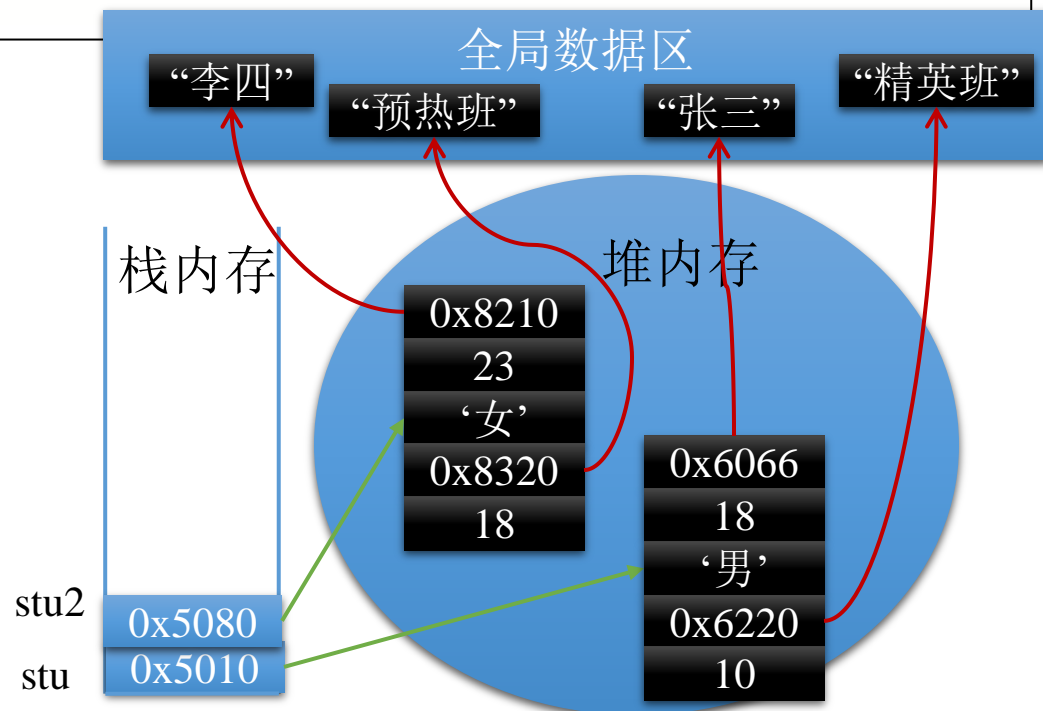 全局数据区
“李四”
“预热班”
“张三”
“精英班”
栈内存
堆内存
0x8210
23
‘女’
0x8320
18
0x6066
18
‘男’
0x6220
10
stu2
0x5080
stu
0x5010